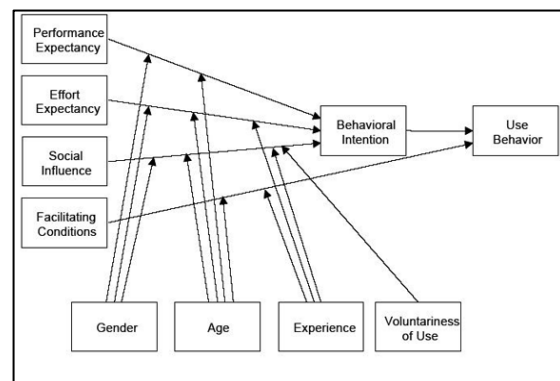 Performance
Expectancy
Effort
Expectancy
Social
Influence
Facilitating
Conditions
Behavioral
Intention
Use
Behavior
Gender
Age
Experience
Voluntariness
of Use